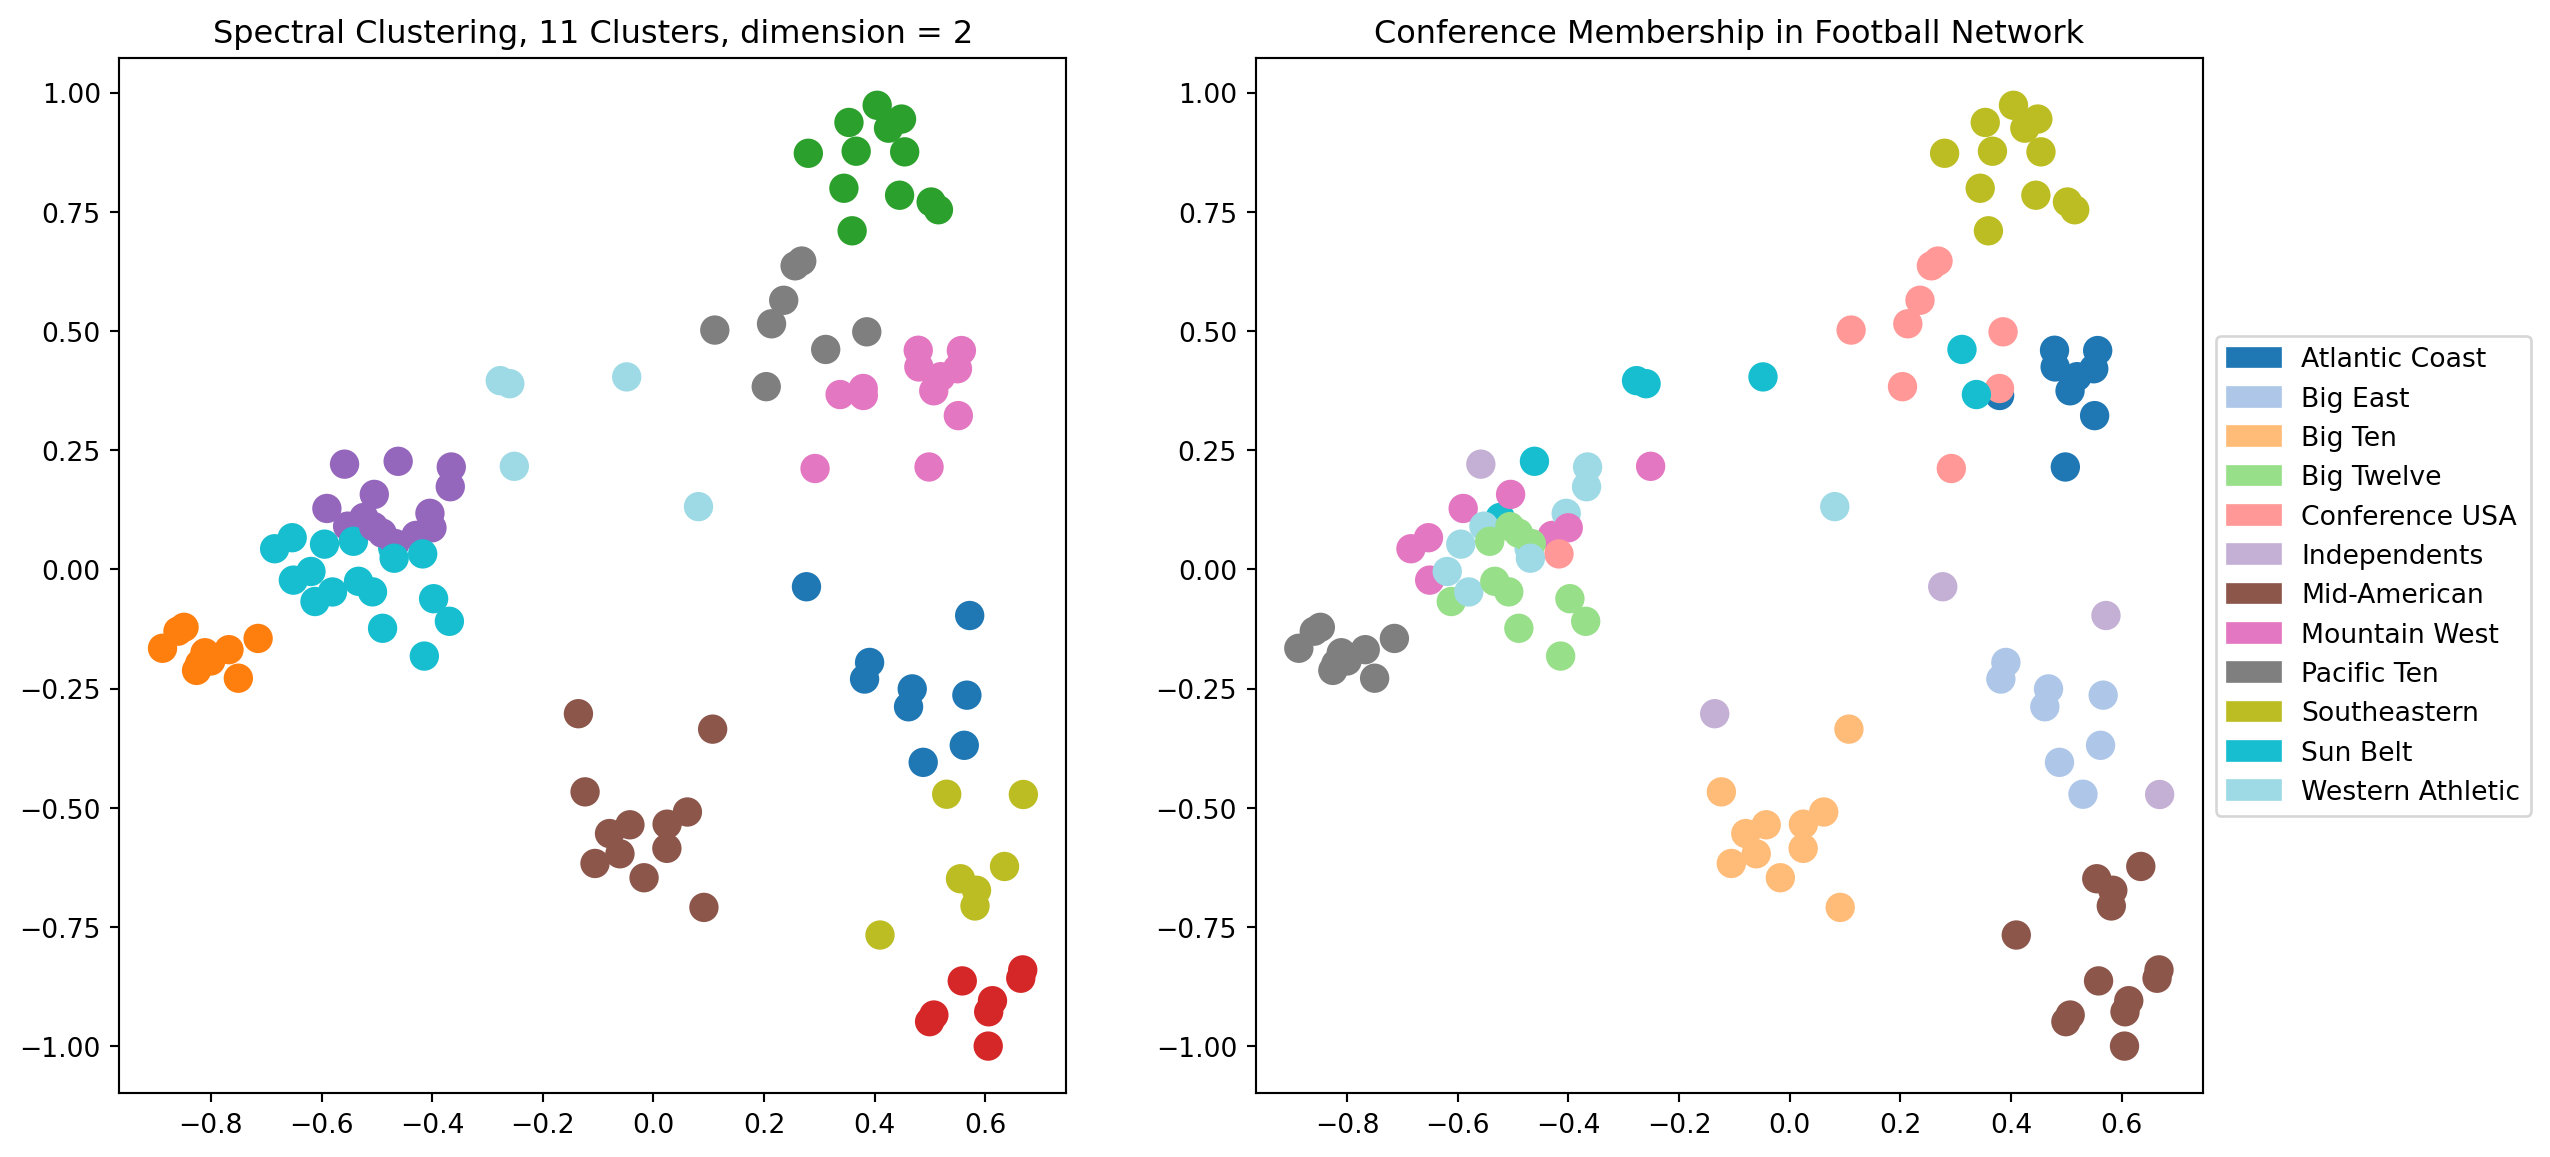 Spectral Clustering, 11 Clusters, dimension = 2
1.00
0.75
0.50
0.25
0.00
−0.25
−0.50
−0.75
−1.00
−0.8 −0.6 −0.4 −0.2 0.0 0.2 0.4 0.6
Conference Membership in Football Network
1.00
0.75
0.50
0.25
0.00
−0.25
−0.50
−0.75
−1.00
−0.8 −0.6 −0.4 −0.2 0.0 0.2 0.4 0.6
Atlantic Coast
Big East
Big Ten
Big Twelve
Conference USA
Independents
Mid-American
Mountain West
Pacific Ten
Southeastern
Sun Belt
Western Athletic